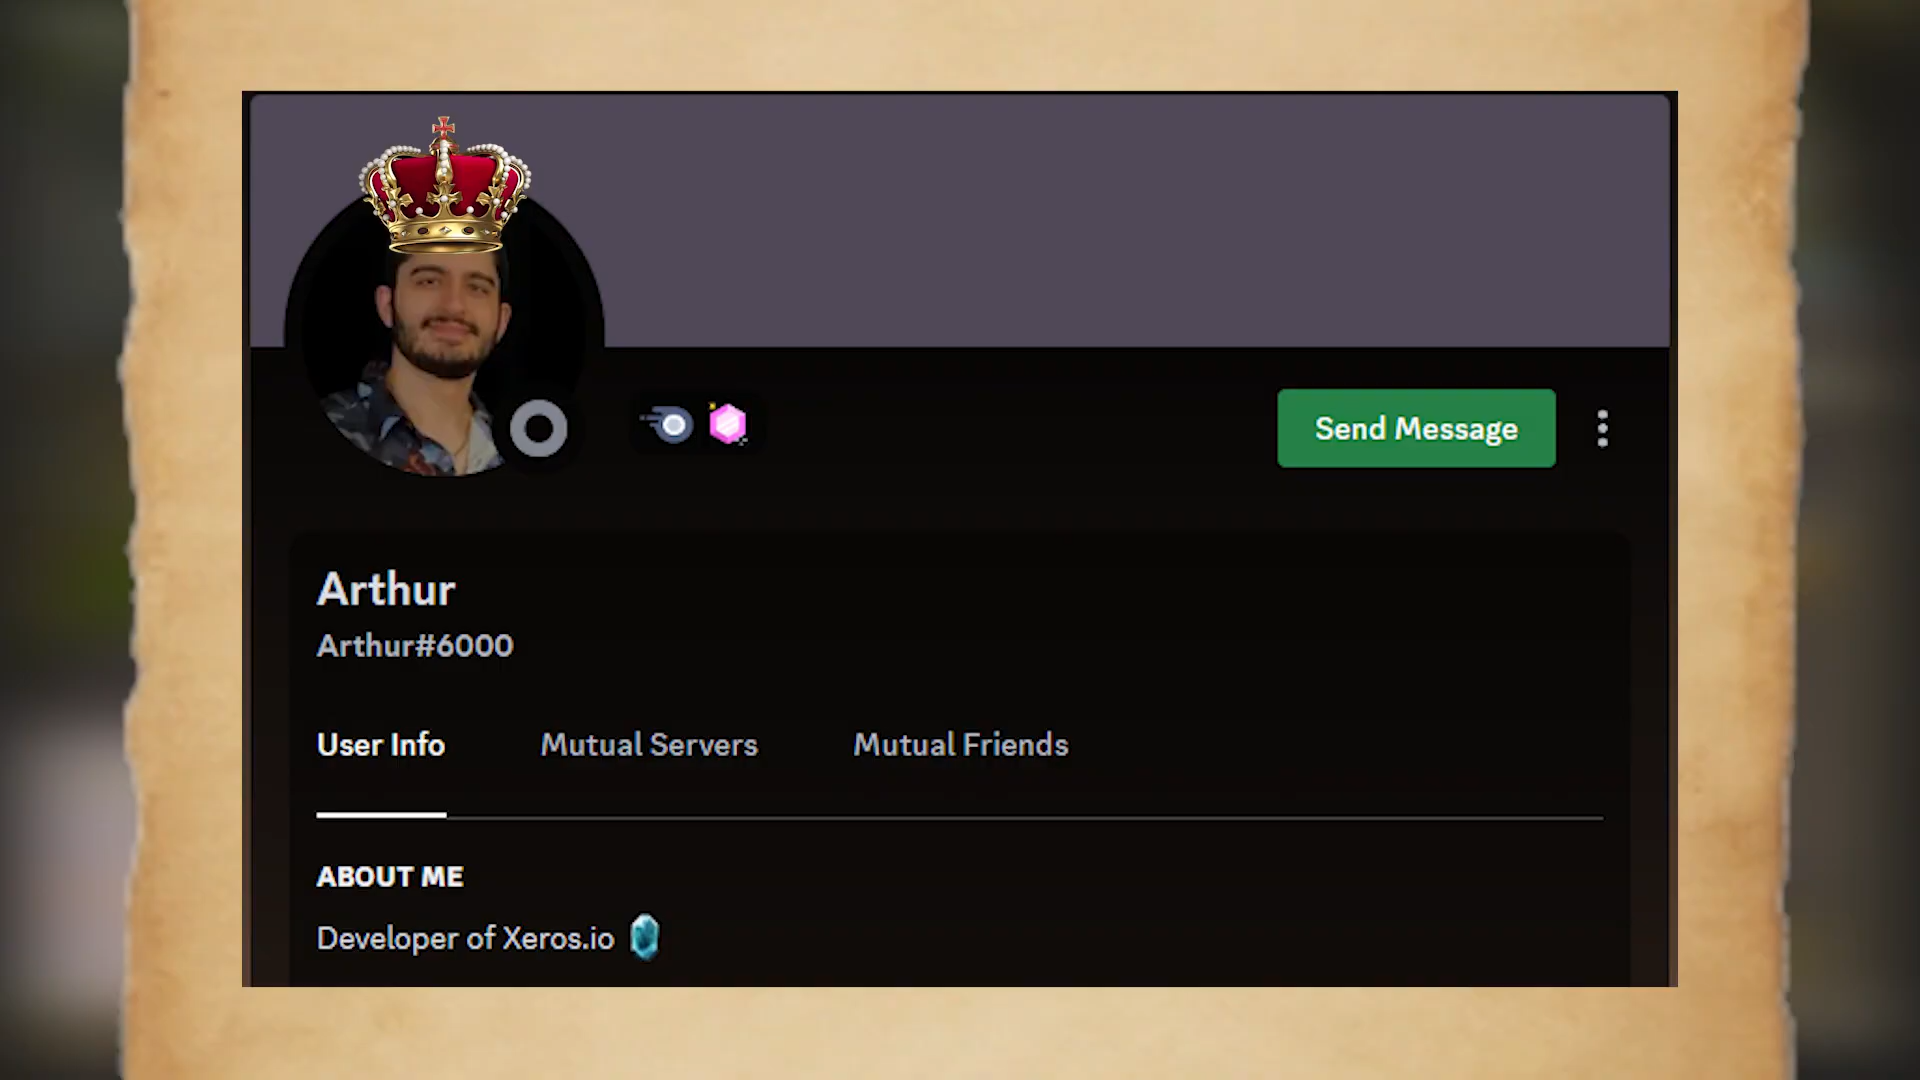 Send Message
Arthur
Arthur#6000
User Info Mutual Servers Mutual Friends
ABOUT ME
Developer of Xeros.io